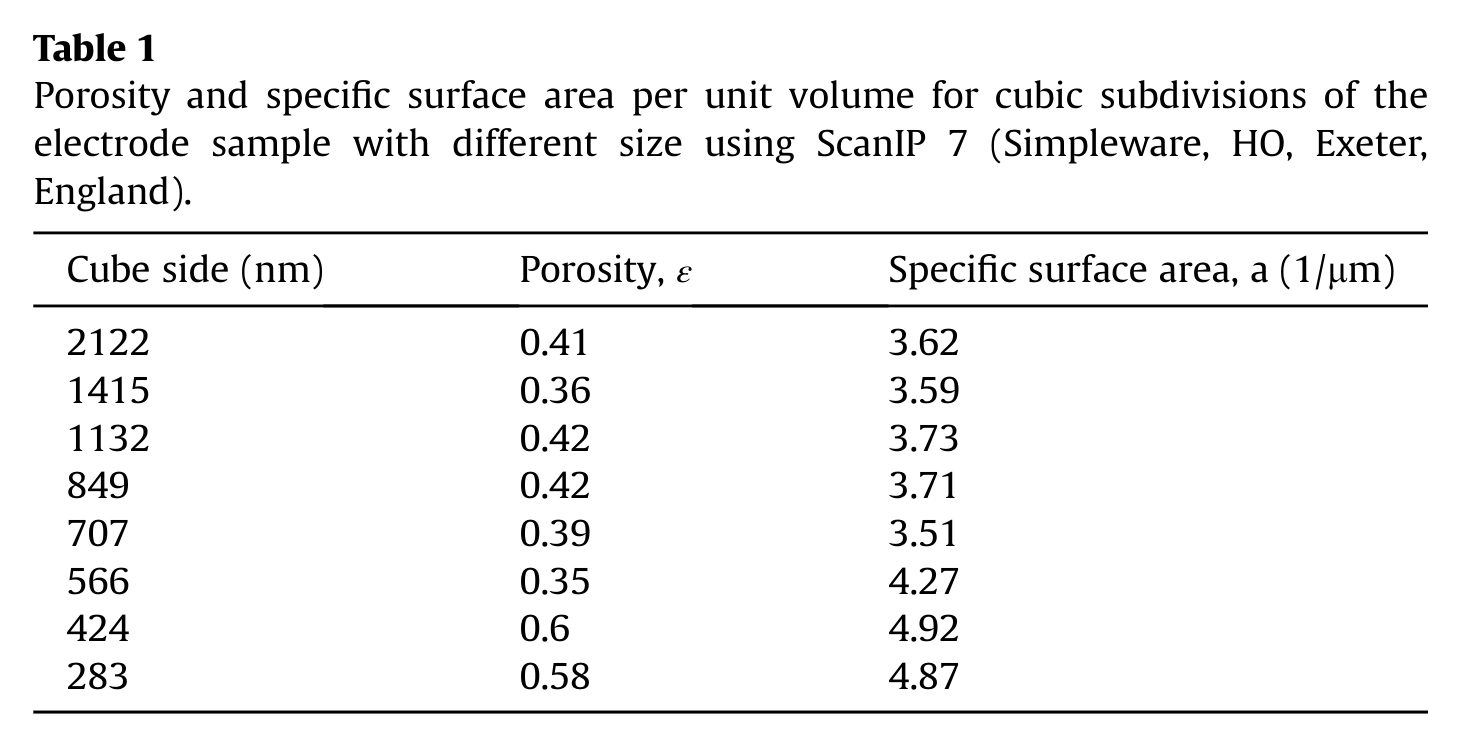 Table 1
Porosity and specific surface area per unit volume for cubic subdivisions of the
electrode sample with different size using ScanIP 7 (Simpleware, HO, Exeter,
England).
Cube side (nm) Porosity, ε Specific surface area, a (1/μm)
2122 0.41 3.62
1415 0.36 3.59
1132 0.42 3.73
849 0.42 3.71
707 0.39 3.51
566 0.35 4.27
424 0.6 4.92
283 0.58 4.87